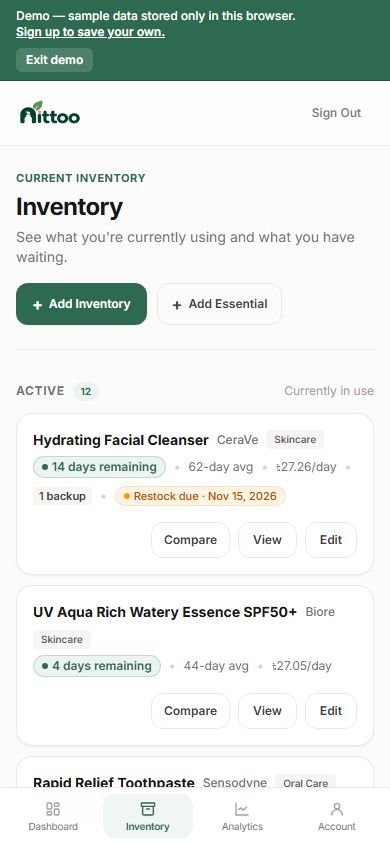 Demo — sample data stored only in this browser.
Sign up to save your own.
Exit demo
Nittoo
Sign Out
CURRENT INVENTORY
Inventory
See what you're currently using and what you have
waiting.
+ Add Inventory
+ Add Essential
ACTIVE 12
Currently in use
Hydrating Facial Cleanser CeraVe Skincare
14 days remaining • 62-day avg • ৳27.26/day •
1 backup • Restock due · Nov 15, 2026
Compare View Edit
UV Aqua Rich Watery Essence SPF50+ Biore
Skincare
4 days remaining • 44-day avg • ৳27.05/day
Compare View Edit
Rapid Relief Toothpaste Sensodyne Oral Care
Dashboard Inventory Analytics Account